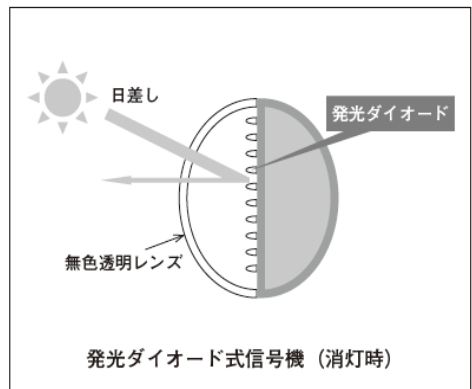 日差し
発光ダイオード
無色透明レンズ
発光ダイオード式信号機（消灯時）